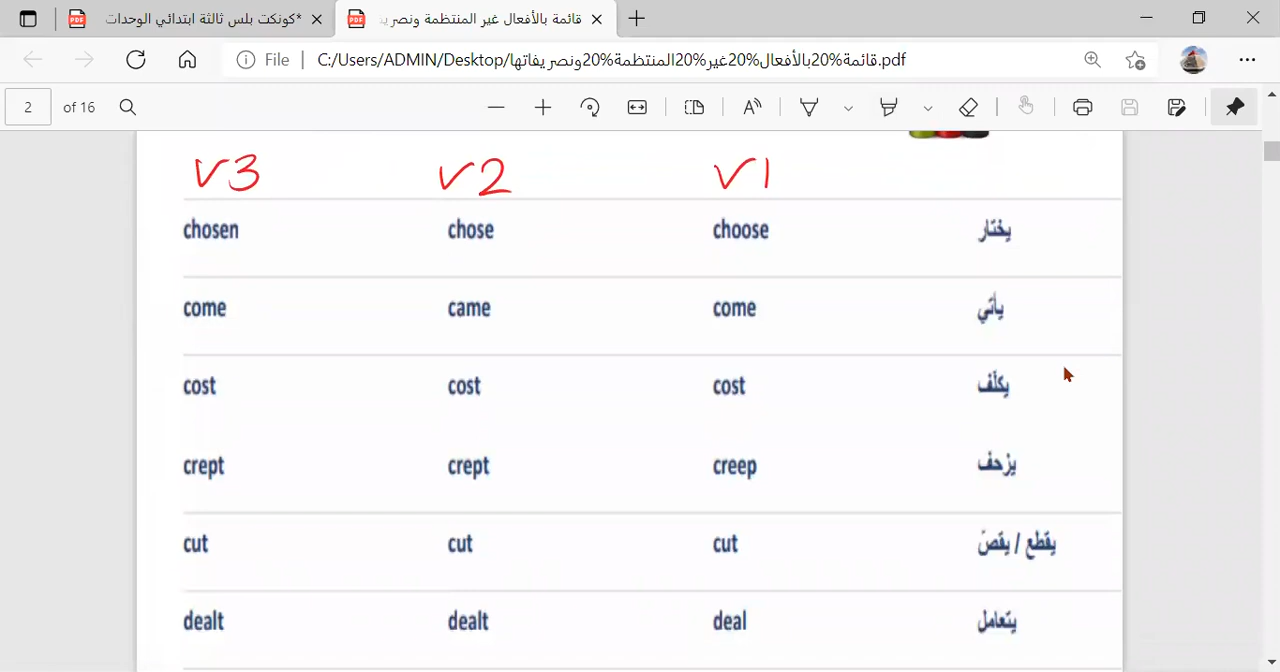 كونكت بلس ثالثة ابتدائي الوحدات*
قائمة بالأفعال غير المنتظمة ونصريف
File | C:/Users/ADMIN/Desktop/قائمة%20بالأفعال%20غير%20المنتظمة%20ونصريفاتها.pdf
2 of 16
V3 V2 V1
chosen chose choose يختار
come came come يأتي
cost cost cost يكلّف
crept crept creep يزحف
cut cut cut يقطع / يقصّ
dealt dealt deal يتعامل